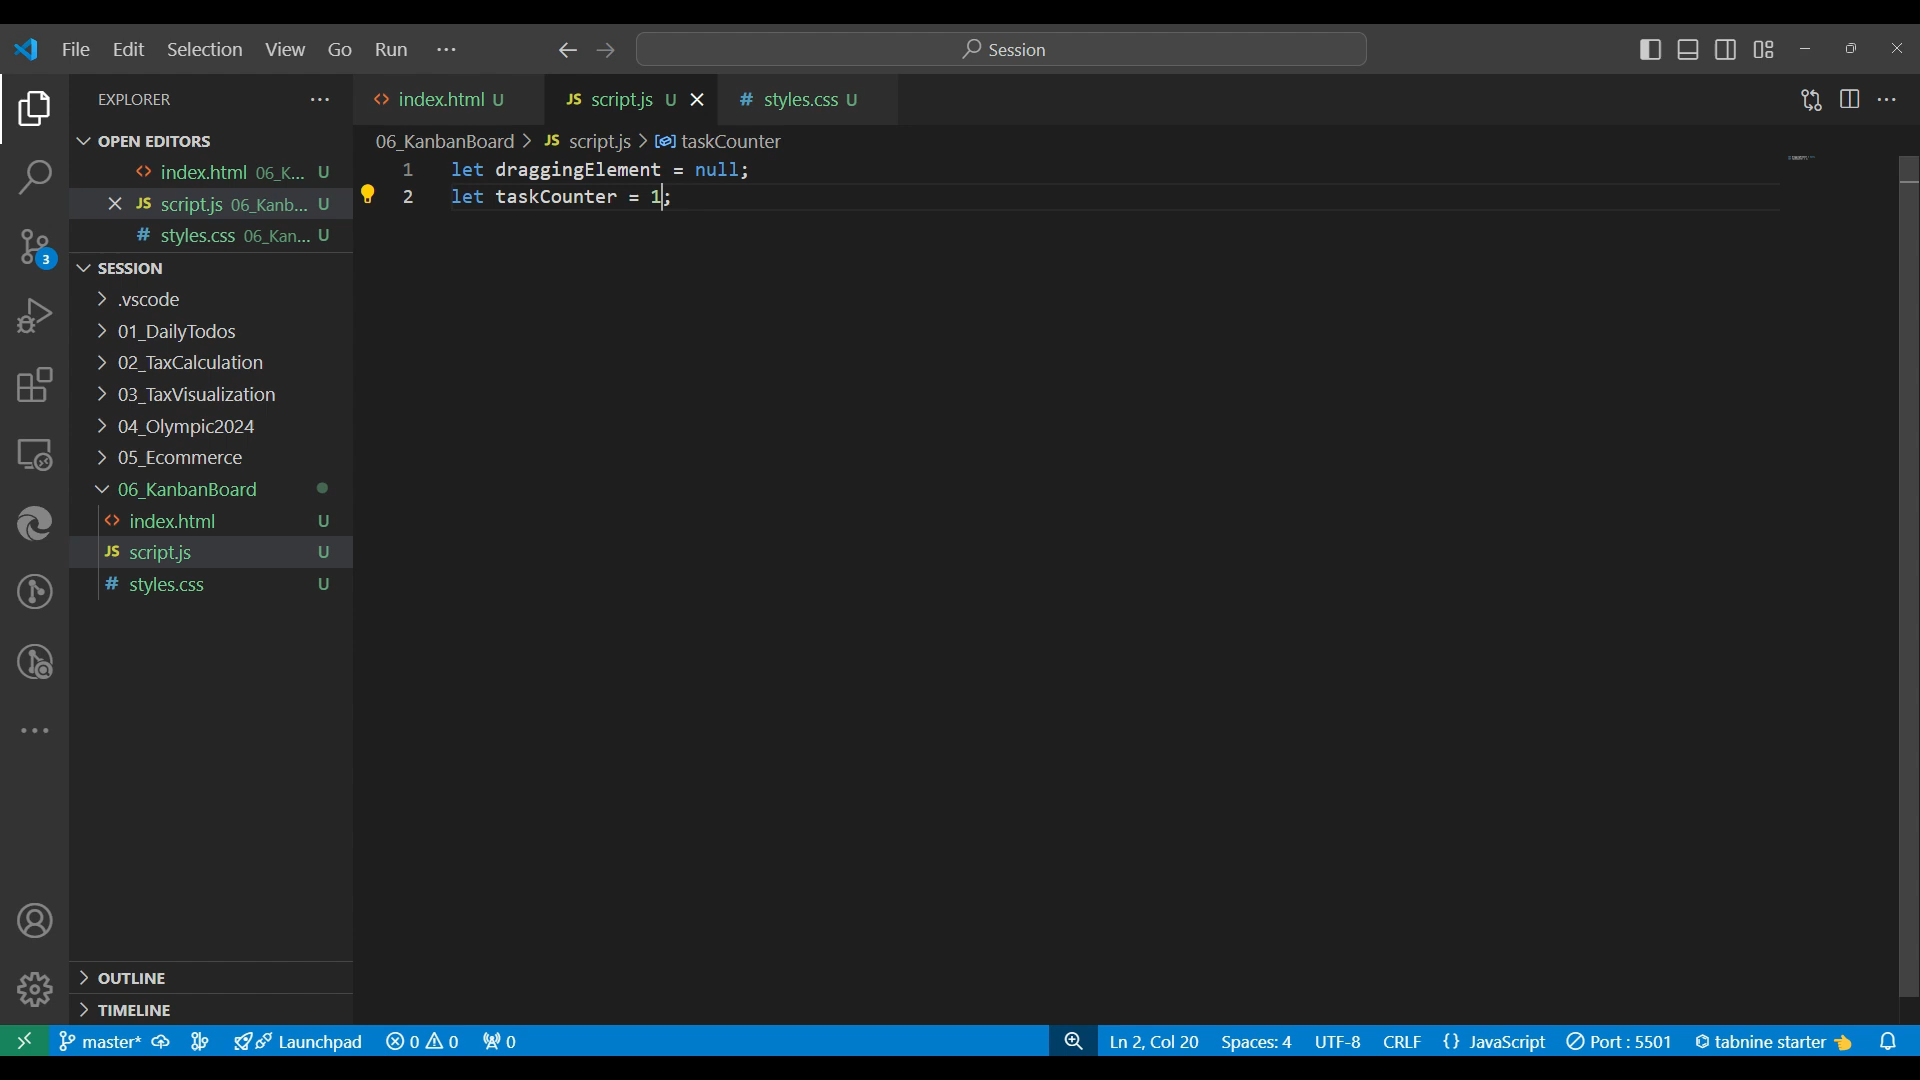 File Edit Selection View Go Run ··· Session
EXPLORER ···
index.html U
JS script.js U
# styles.css U
OPEN EDITORS
index.html 06_K... U
JS script.js 06_Kanb... U
# styles.css 06_Kan... U
SESSION
.vscode
01_DailyTodos
02_TaxCalculation
03_TaxVisualization
04_Olympic2024
05_Ecommerce
06_KanbanBoard
index.html U
JS script.js U
# styles.css U
OUTLINE
TIMELINE
3
06_KanbanBoard > JS script.js > taskCounter
1 let draggingElement = null;
2 let taskCounter = 1;
master* Launchpad 0 0 0 Ln 2, Col 20 Spaces: 4 UTF-8 CRLF {} JavaScript Port : 5501 tabnine starter